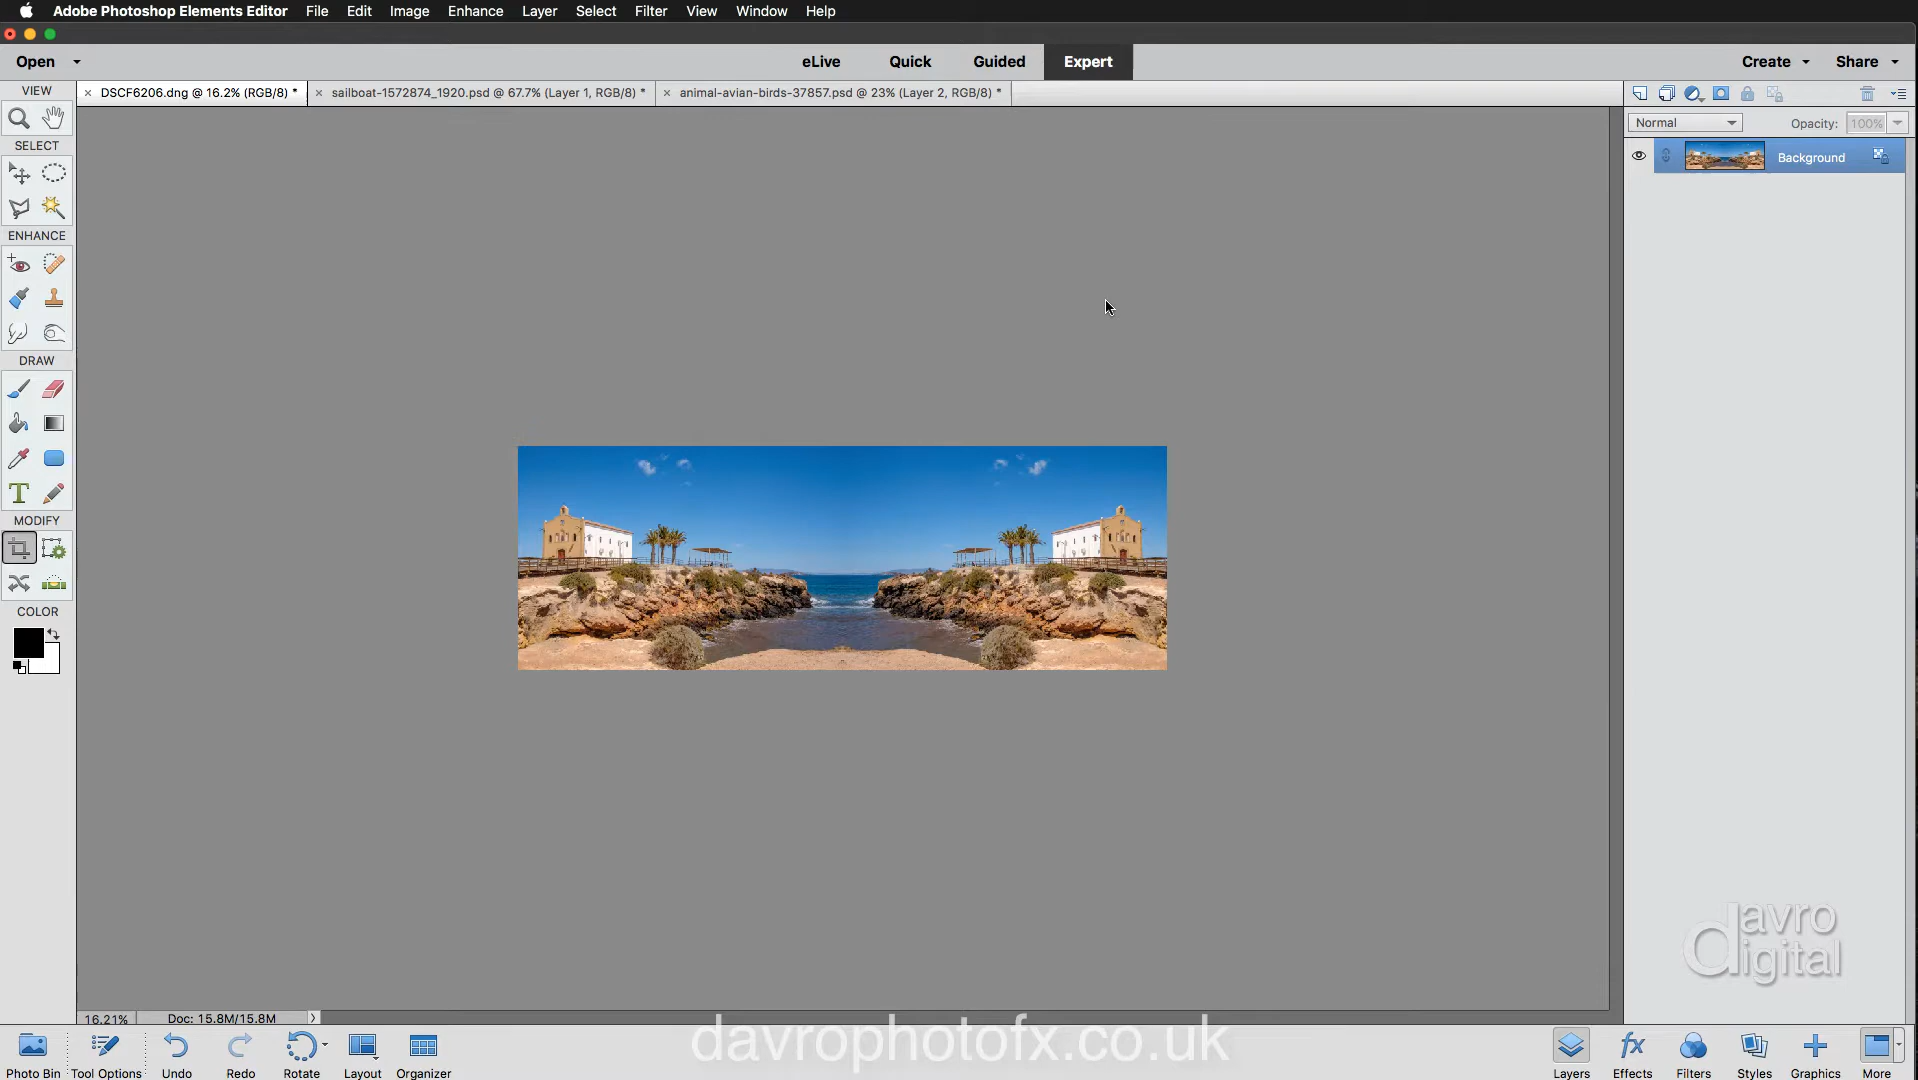 Adobe Photoshop Elements Editor File Edit Image Enhance Layer Select Filter View Window Help
Open eLive Quick Guided Expert Create Share
VIEW
× DSCF6206.dng @ 16.2% (RGB/8) * × sailboat-1572874_1920.psd @ 67.7% (Layer 1, RGB/8) * × animal-avian-birds-37857.psd @ 23% (Layer 2, RGB/8) *
Normal Opacity: 100%
SELECT
Background
ENHANCE
DRAW
T
MODIFY
COLOR
davro
digital
16.21% Doc: 15.8M/15.8M
davrophotofx.co.uk
Photo Bin Tool Options Undo Redo Rotate Layout Organizer Layers Effects Filters Styles Graphics More